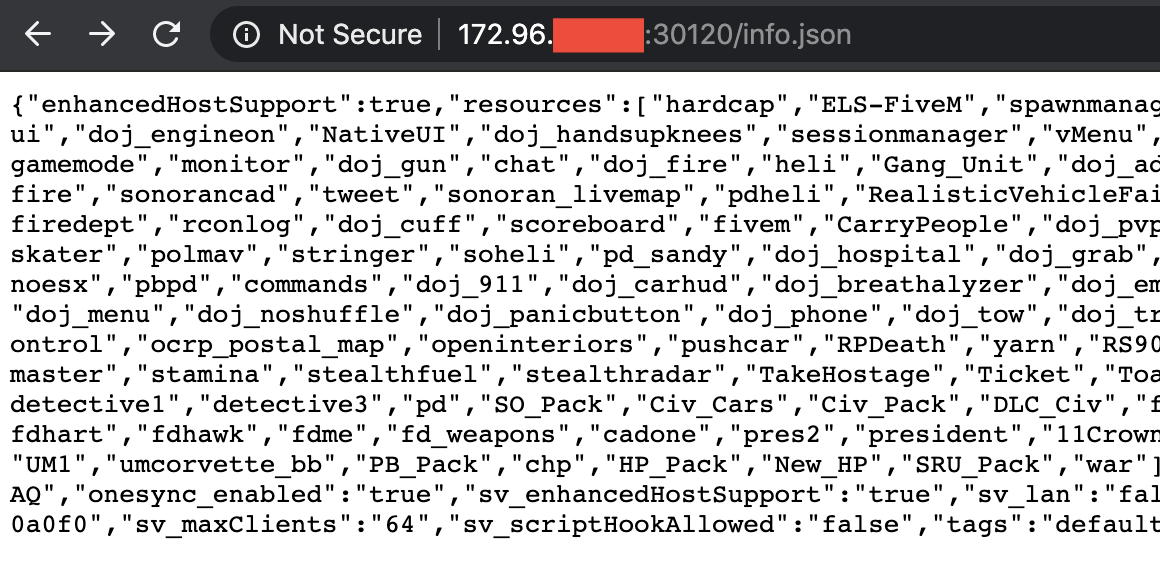 Not Secure 172.96. :30120/info.json
{"enhancedHostSupport":true,"resources":["hardcap","ELS-FiveM","spawnmanag
ui","doj_engineon","NativeUI","doj_handsupknees","sessionmanager","vMenu",
gamemode","monitor","doj_gun","chat","doj_fire","heli","Gang_Unit","doj_ad
fire","sonorancad","tweet","sonoran_livemap","pdheli","RealisticVehicleFai
firedept","rconlog","doj_cuff","scoreboard","fivem","CarryPeople","doj_pvp
skater","polmav","stringer","soheli","pd_sandy","doj_hospital","doj_grab",
noesx","pbpd","commands","doj_911","doj_carhud","doj_breathalyzer","doj_em
"doj_menu","doj_noshuffle","doj_panicbutton","doj_phone","doj_tow","doj_tr
ontrol","ocrp_postal_map","openinteriors","pushcar","RPDeath","yarn","RS90
master","stamina","stealthfuel","stealthradar","TakeHostage","Ticket","Toa
detective1","detective3","pd","SO_Pack","Civ_Cars","Civ_Pack","DLC_Civ","f
fdhart","fdhawk","fdme","fd_weapons","cadone","pres2","president","11Crown
"UM1","umcorvette_bb","PB_Pack","chp","HP_Pack","New_HP","SRU_Pack","war"]
AQ","onesync_enabled":"true","sv_enhancedHostSupport":"true","sv_lan":"fal
0a0f0","sv_maxClients":"64","sv_scriptHookAllowed":"false","tags":"default